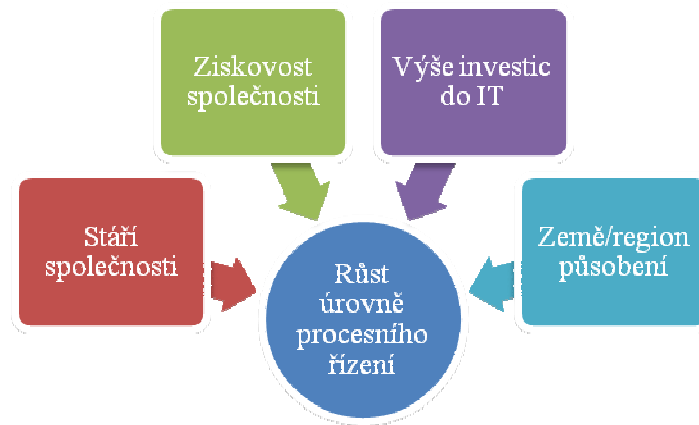 Ziskovost
společnosti
Výše investic
do IT
Stáří
společnosti
Země/region
působení
Růst
úrovně
procesního
řízení